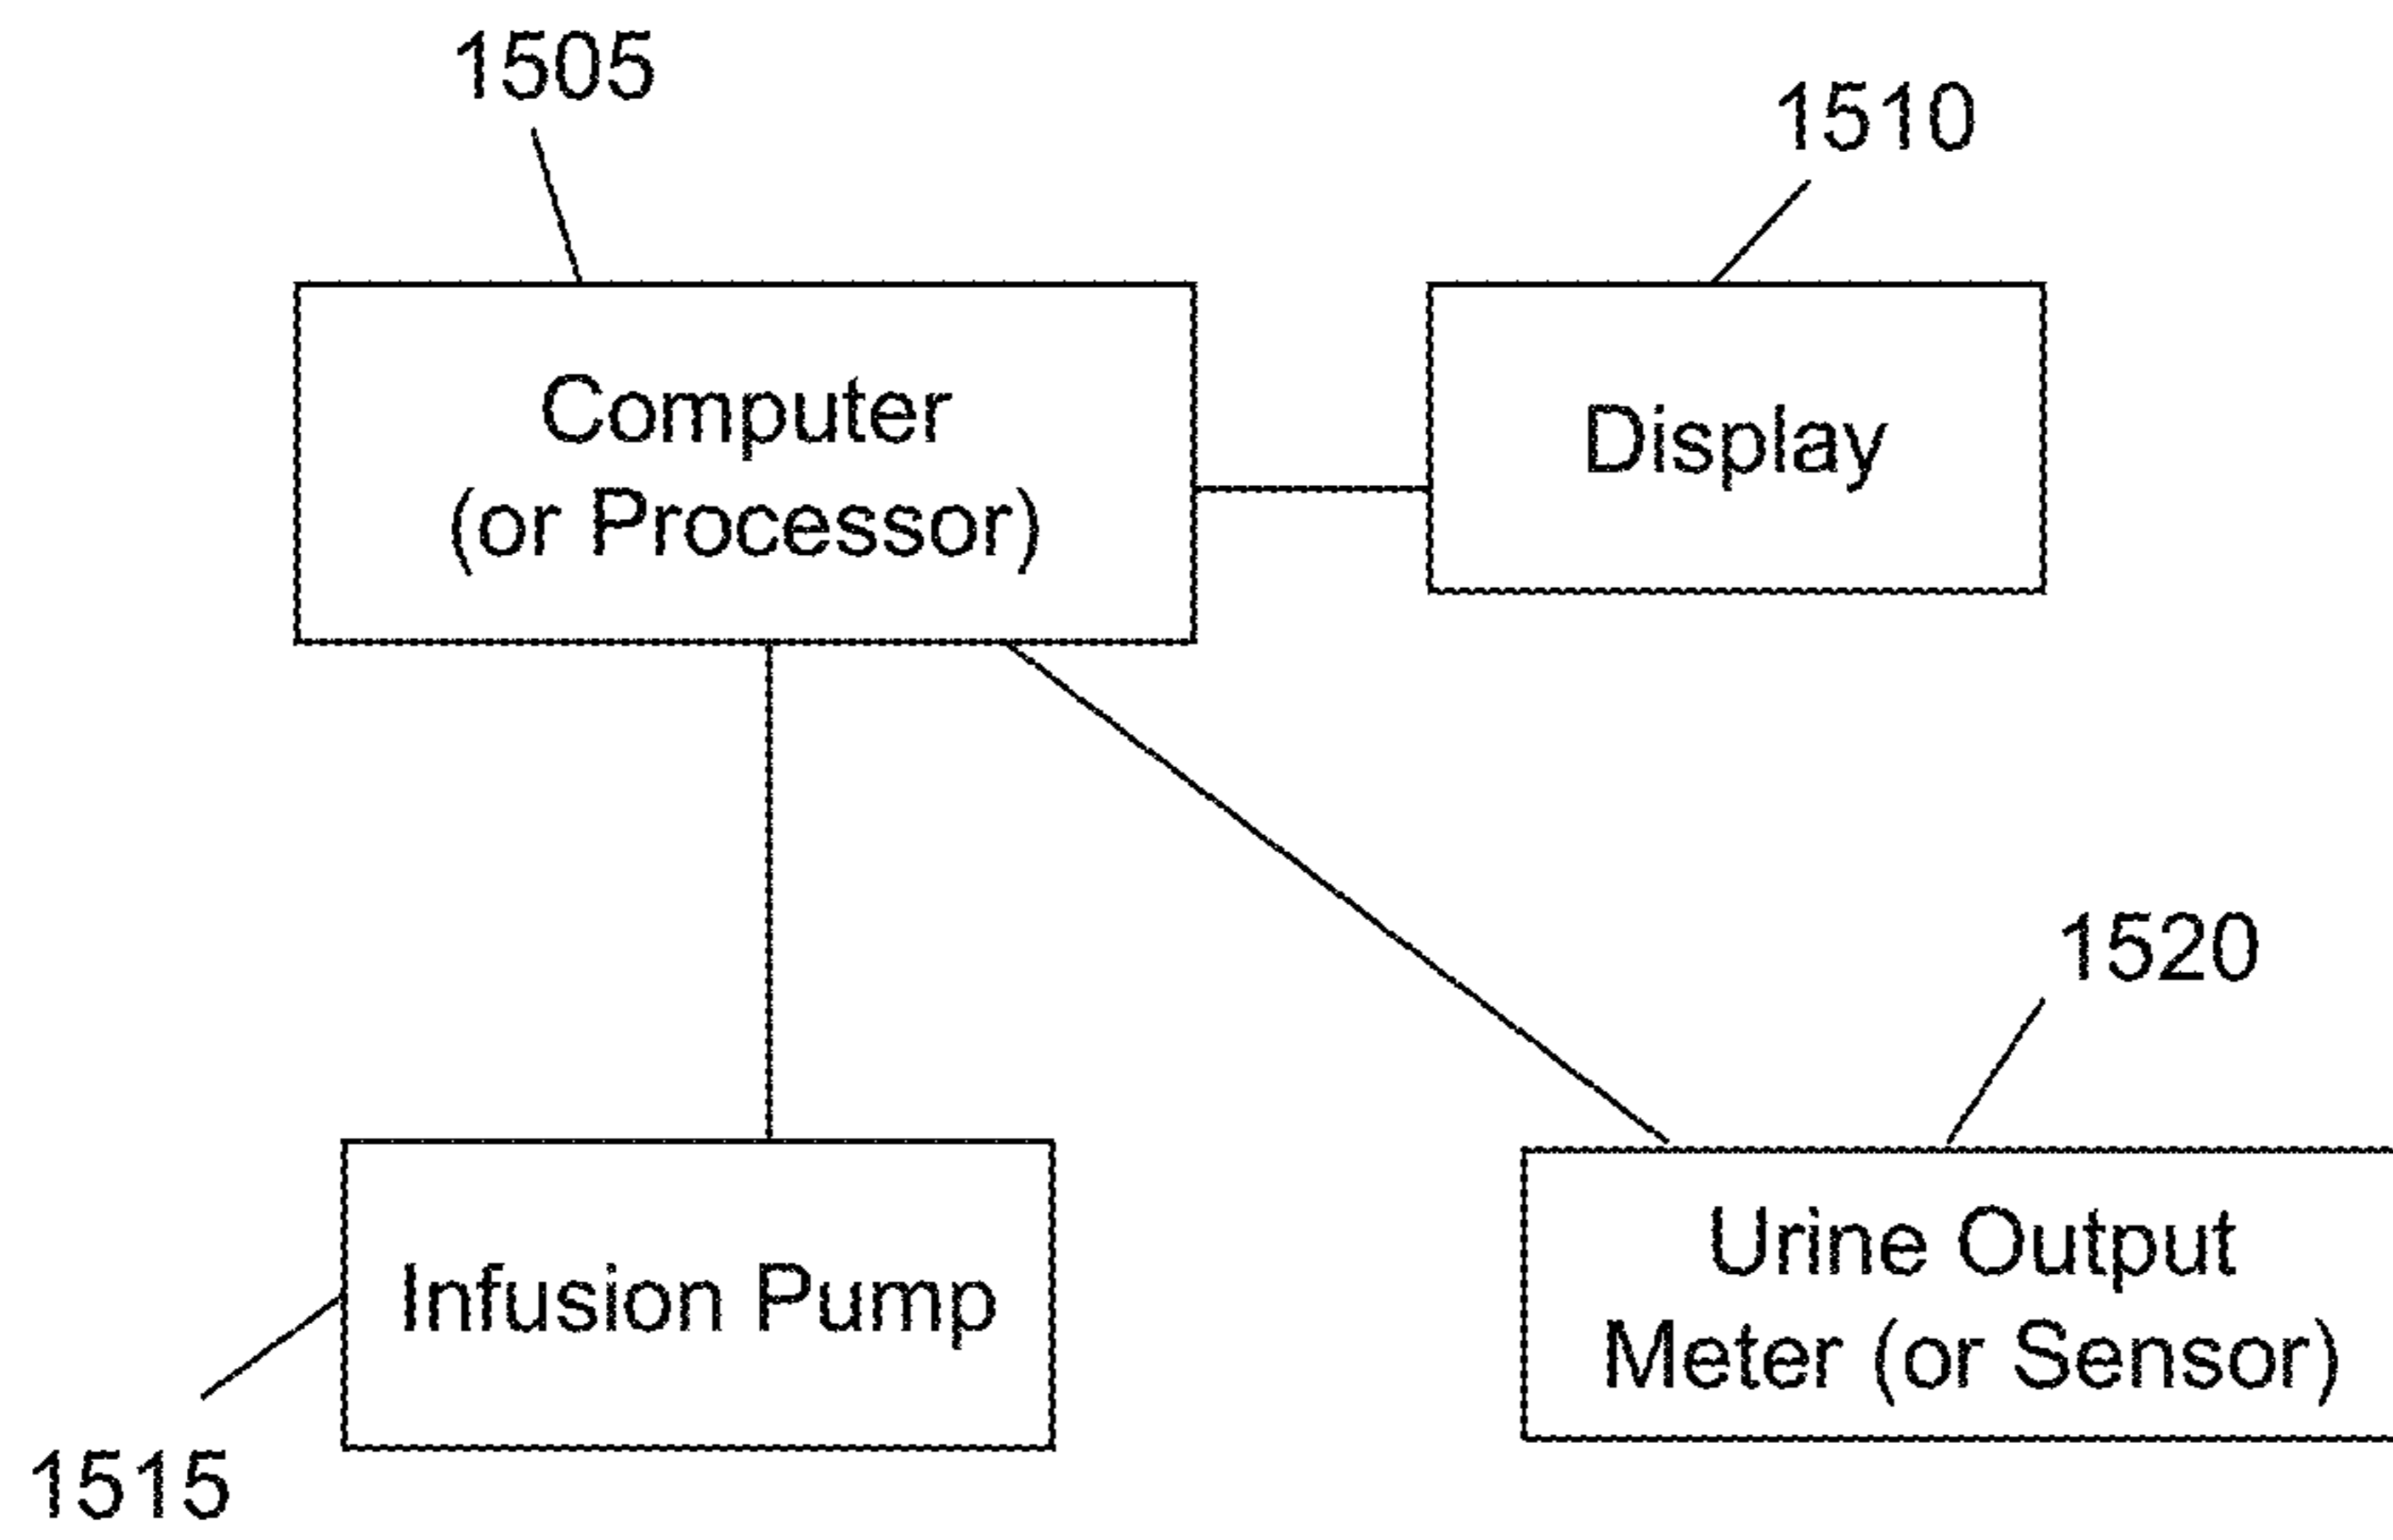 1505
1510
Computer
(or Processor)
Display
1520
Infusion Pump
Urine Output
Meter (or Sensor)
1515